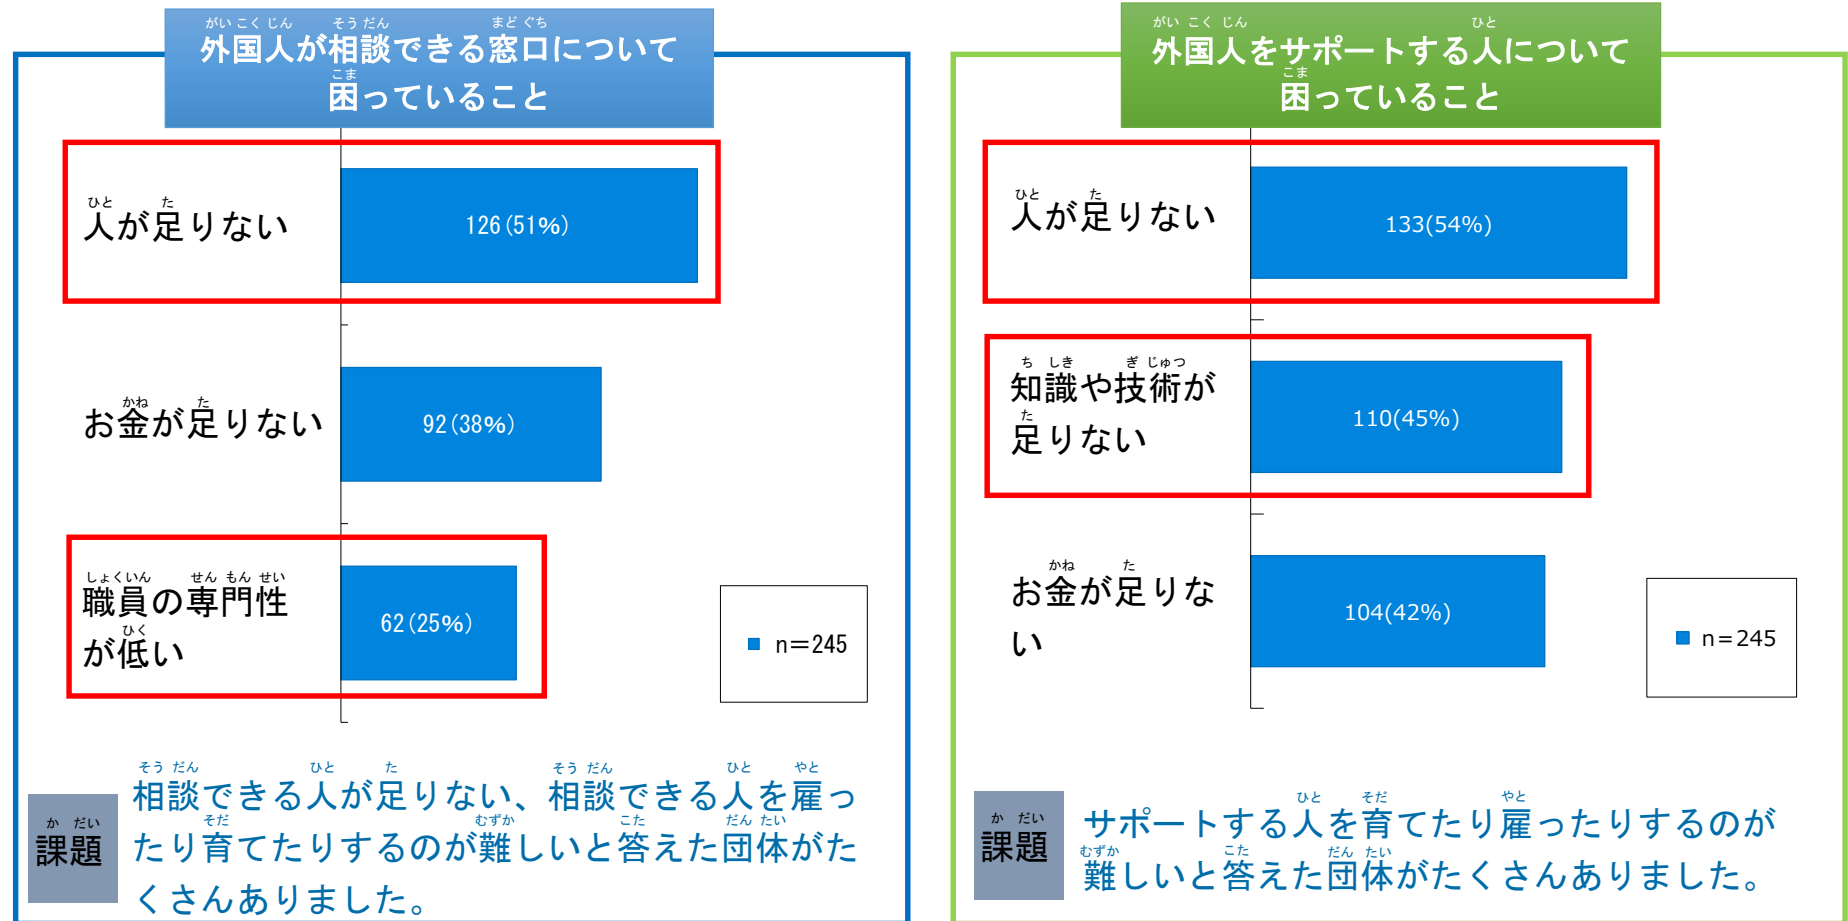 がいこくじん そうだん まどぐち
外国人が相談できる窓口について
こま
困っていること
ひと た
人が足りない
126(51%)
かね た
お金が足りない
92(38%)
しょくいん せんもんせい
職員の専門性
ひく
が低い
62(25%)
n=245
そうだん ひと た そうだん ひと やと
相談できる人が足りない、相談できる人を雇っ
かだい
課題
そだ むずか こた だんたい
たり育てたりするのが難しいと答えた団体がた
くさんありました。
がいこくじん ひと
外国人をサポートする人について
こま
困っていること
ひと た
人が足りない
133(54%)
ちしき ぎじゅつ
知識や技術が
た
足りない
110(45%)
かね た
お金が足りな
い
104(42%)
n=245
かだい
課題
ひと そだ やと
サポートする人を育てたり雇ったりするのが
むずか こた だんたい
難しいと答えた団体がたくさんありました。